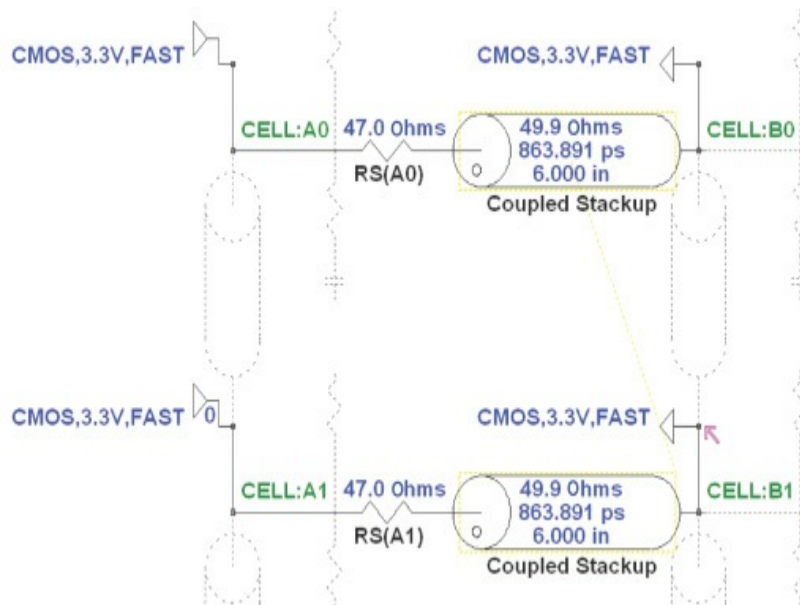 CMOS,3.3V,FAST
CMOS,3.3V,FAST
CELL:A0
47.0 Ohms
49.9 Ohms
CELL:B0
863.891 ps
RS(A0)
6.000 in
Coupled Stackup
CMOS,3.3V,FAST
0
CMOS,3.3V,FAST
CELL:A1
47.0 Ohms
49.9 Ohms
CELL:B1
863.891 ps
RS(A1)
6.000 in
Coupled Stackup